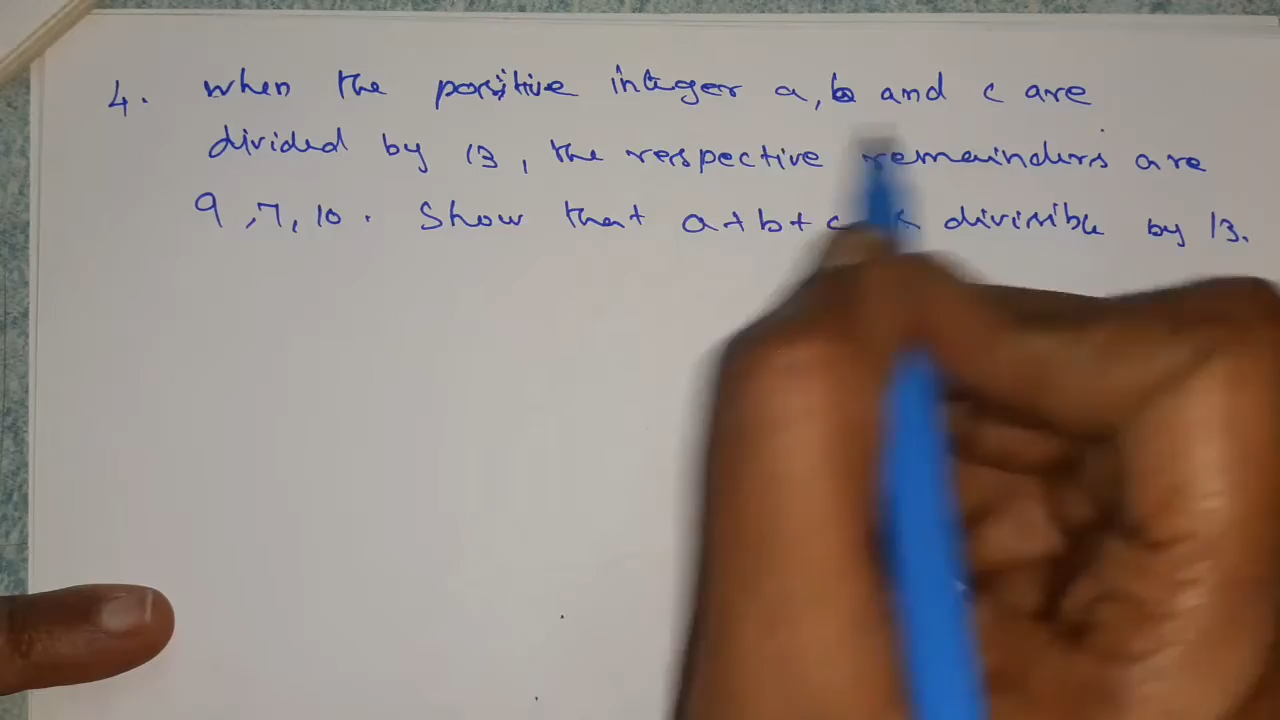 4. when the positive integer a, b and c are
divided by 13, the respective remainders are
9, 7, 10. Show that a + b + c divisible by 13.